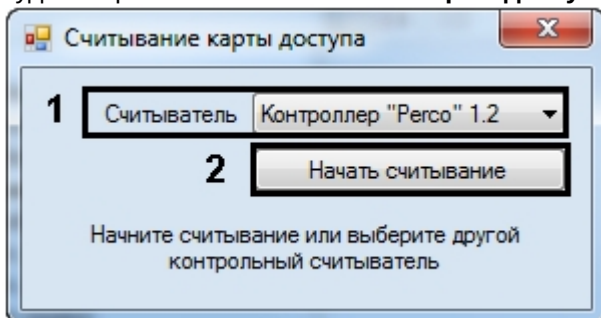 Считывание карты доступа
1 Считыватель Контроллер "Perco" 1.2
2 Начать считывание
Начните считывание или выберите другой
контрольный считыватель